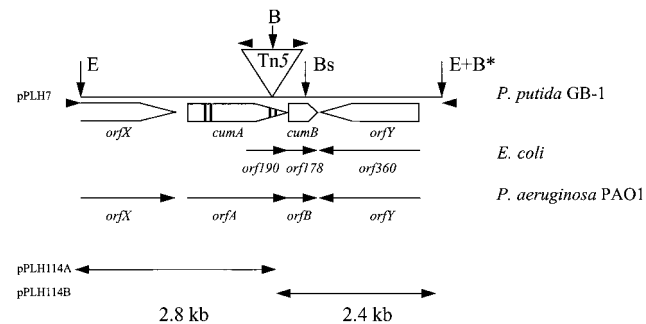 B
E Tn5 Bs E+B*
pPLH7 P. putida GB-1
orfX cumA cumB orfY
E. coli
orf190 orf178 orf360
P. aeruginosa PAO1
orfX orfA orfB orfY
pPLH114A
pPLH114B
2.8 kb 2.4 kb